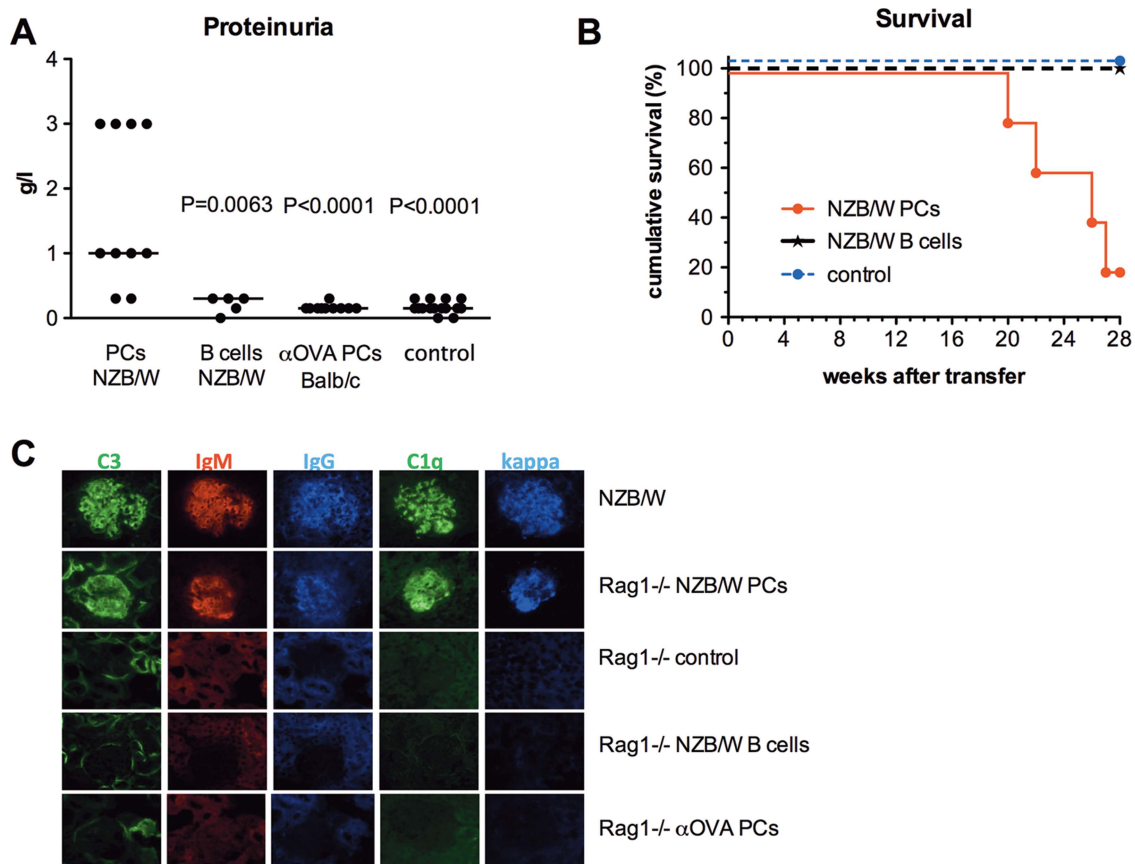 A
Proteinuria
4
3
2
1
0
g/l
P=0.0063
P<0.0001
P<0.0001
PCs
NZB/W
B cells
NZB/W
αOVA PCs
Balb/c
control
B
Survival
100
80
60
40
20
0
cumulative survival (%)
NZB/W PCs
NZB/W B cells
control
0 4 8 12 16 20 24 28
weeks after transfer
C
C3 IgM IgG C1q kappa
NZB/W
Rag1-/- NZB/W PCs
Rag1-/- control
Rag1-/- NZB/W B cells
Rag1-/- αOVA PCs